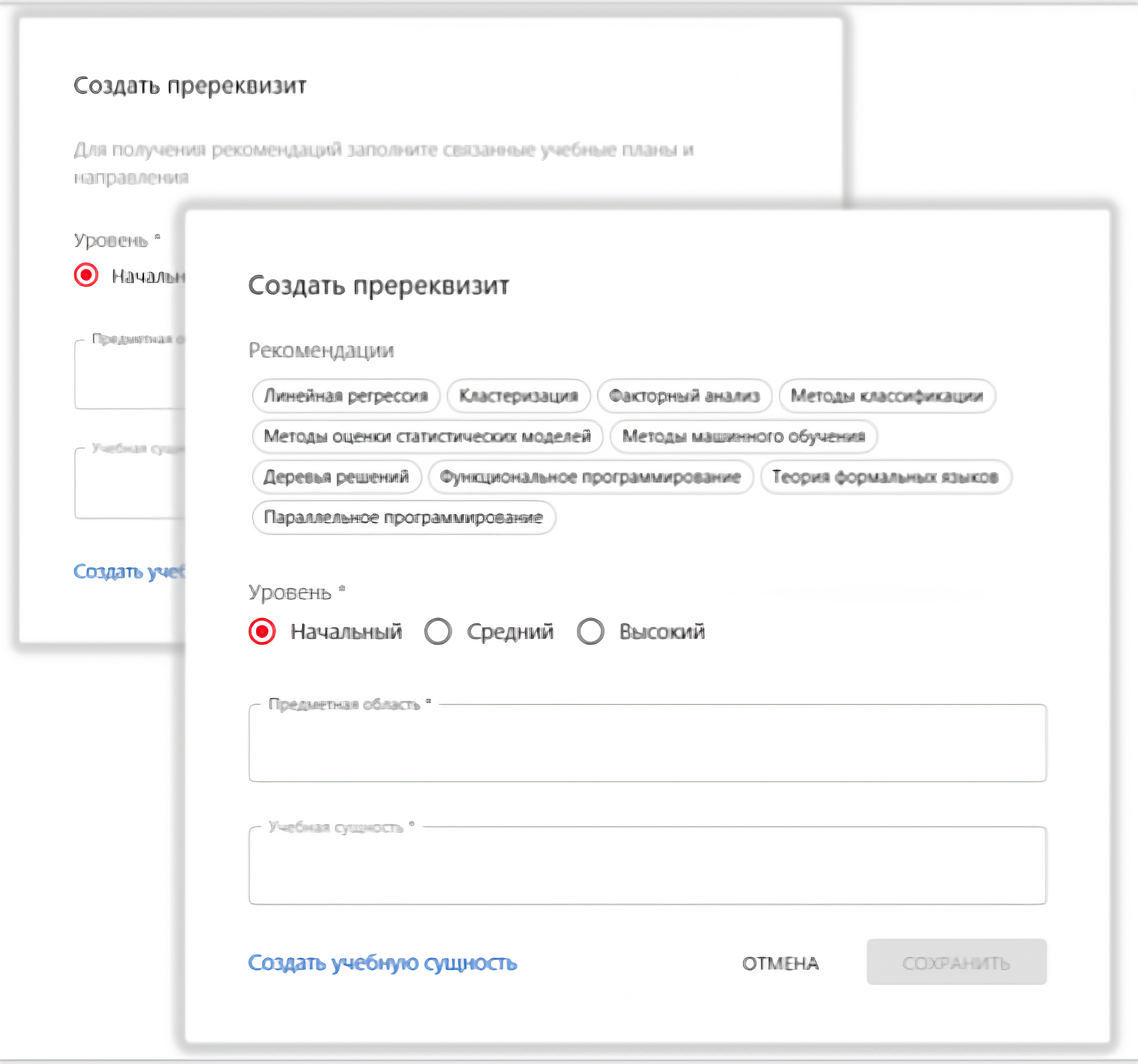 Создать пререквизит
Для получения рекомендаций заполните связанные учебные планы и
направления
Уровень *
Начальн
Предметная о
Учебная сущн
Создать учеб
Создать пререквизит
Рекомендации
Линейная регрессия Кластеризация Факторный анализ Методы классификации
Методы оценки статистических моделей Методы машинного обучения
Деревья решений Функциональное программирование Теория формальных языков
Параллельное программирование
Уровень *
Начальный Средний Высокий
Предметная область *
Учебная сущность *
Создать учебную сущность ОТМЕНА СОХРАНИТЬ